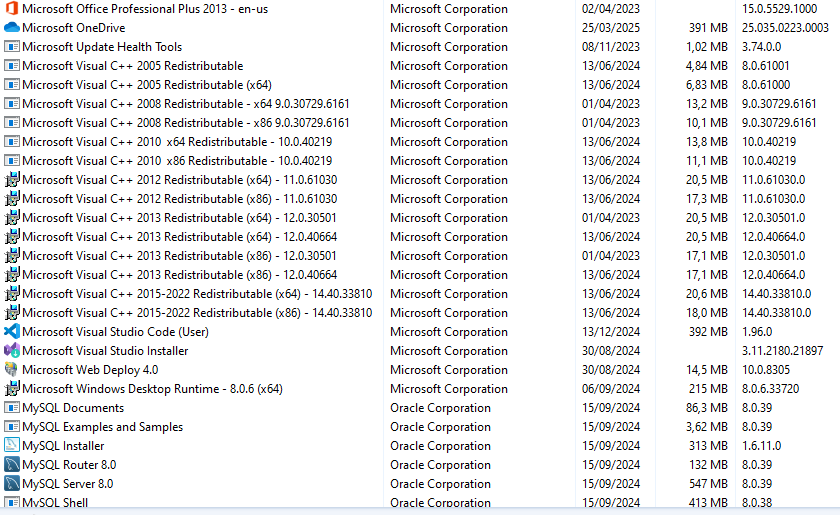 Microsoft Office Professional Plus 2013 - en-us Microsoft Corporation 02/04/2023 15.0.5529.1000
Microsoft OneDrive Microsoft Corporation 25/03/2025 391 MB 25.035.0223.0003
Microsoft Update Health Tools Microsoft Corporation 08/11/2023 1,02 MB 3.74.0.0
Microsoft Visual C++ 2005 Redistributable Microsoft Corporation 13/06/2024 4,84 MB 8.0.61001
Microsoft Visual C++ 2005 Redistributable (x64) Microsoft Corporation 13/06/2024 6,83 MB 8.0.61000
Microsoft Visual C++ 2008 Redistributable - x64 9.0.30729.6161 Microsoft Corporation 01/04/2023 13,2 MB 9.0.30729.6161
Microsoft Visual C++ 2008 Redistributable - x86 9.0.30729.6161 Microsoft Corporation 01/04/2023 10,1 MB 9.0.30729.6161
Microsoft Visual C++ 2010  x64 Redistributable - 10.0.40219 Microsoft Corporation 13/06/2024 13,8 MB 10.0.40219
Microsoft Visual C++ 2010  x86 Redistributable - 10.0.40219 Microsoft Corporation 13/06/2024 11,1 MB 10.0.40219
Microsoft Visual C++ 2012 Redistributable (x64) - 11.0.61030 Microsoft Corporation 13/06/2024 20,5 MB 11.0.61030.0
Microsoft Visual C++ 2012 Redistributable (x86) - 11.0.61030 Microsoft Corporation 13/06/2024 17,3 MB 11.0.61030.0
Microsoft Visual C++ 2013 Redistributable (x64) - 12.0.30501 Microsoft Corporation 01/04/2023 20,5 MB 12.0.30501.0
Microsoft Visual C++ 2013 Redistributable (x64) - 12.0.40664 Microsoft Corporation 13/06/2024 20,5 MB 12.0.40664.0
Microsoft Visual C++ 2013 Redistributable (x86) - 12.0.30501 Microsoft Corporation 01/04/2023 17,1 MB 12.0.30501.0
Microsoft Visual C++ 2013 Redistributable (x86) - 12.0.40664 Microsoft Corporation 13/06/2024 17,1 MB 12.0.40664.0
Microsoft Visual C++ 2015-2022 Redistributable (x64) - 14.40.33810 Microsoft Corporation 13/06/2024 20,6 MB 14.40.33810.0
Microsoft Visual C++ 2015-2022 Redistributable (x86) - 14.40.33810 Microsoft Corporation 13/06/2024 18,0 MB 14.40.33810.0
Microsoft Visual Studio Code (User) Microsoft Corporation 13/12/2024 392 MB 1.96.0
Microsoft Visual Studio Installer Microsoft Corporation 30/08/2024 3.11.2180.21897
Microsoft Web Deploy 4.0 Microsoft Corporation 30/08/2024 14,5 MB 10.0.8305
Microsoft Windows Desktop Runtime - 8.0.6 (x64) Microsoft Corporation 06/09/2024 215 MB 8.0.6.33720
MySQL Documents Oracle Corporation 15/09/2024 86,3 MB 8.0.39
MySQL Examples and Samples Oracle Corporation 15/09/2024 3,62 MB 8.0.39
MySQL Installer Oracle Corporation 15/09/2024 313 MB 1.6.11.0
MySQL Router 8.0 Oracle Corporation 15/09/2024 132 MB 8.0.39
MySQL Server 8.0 Oracle Corporation 15/09/2024 547 MB 8.0.39
MySQL Shell Oracle Corporation 15/09/2024 413 MB 8.0.38